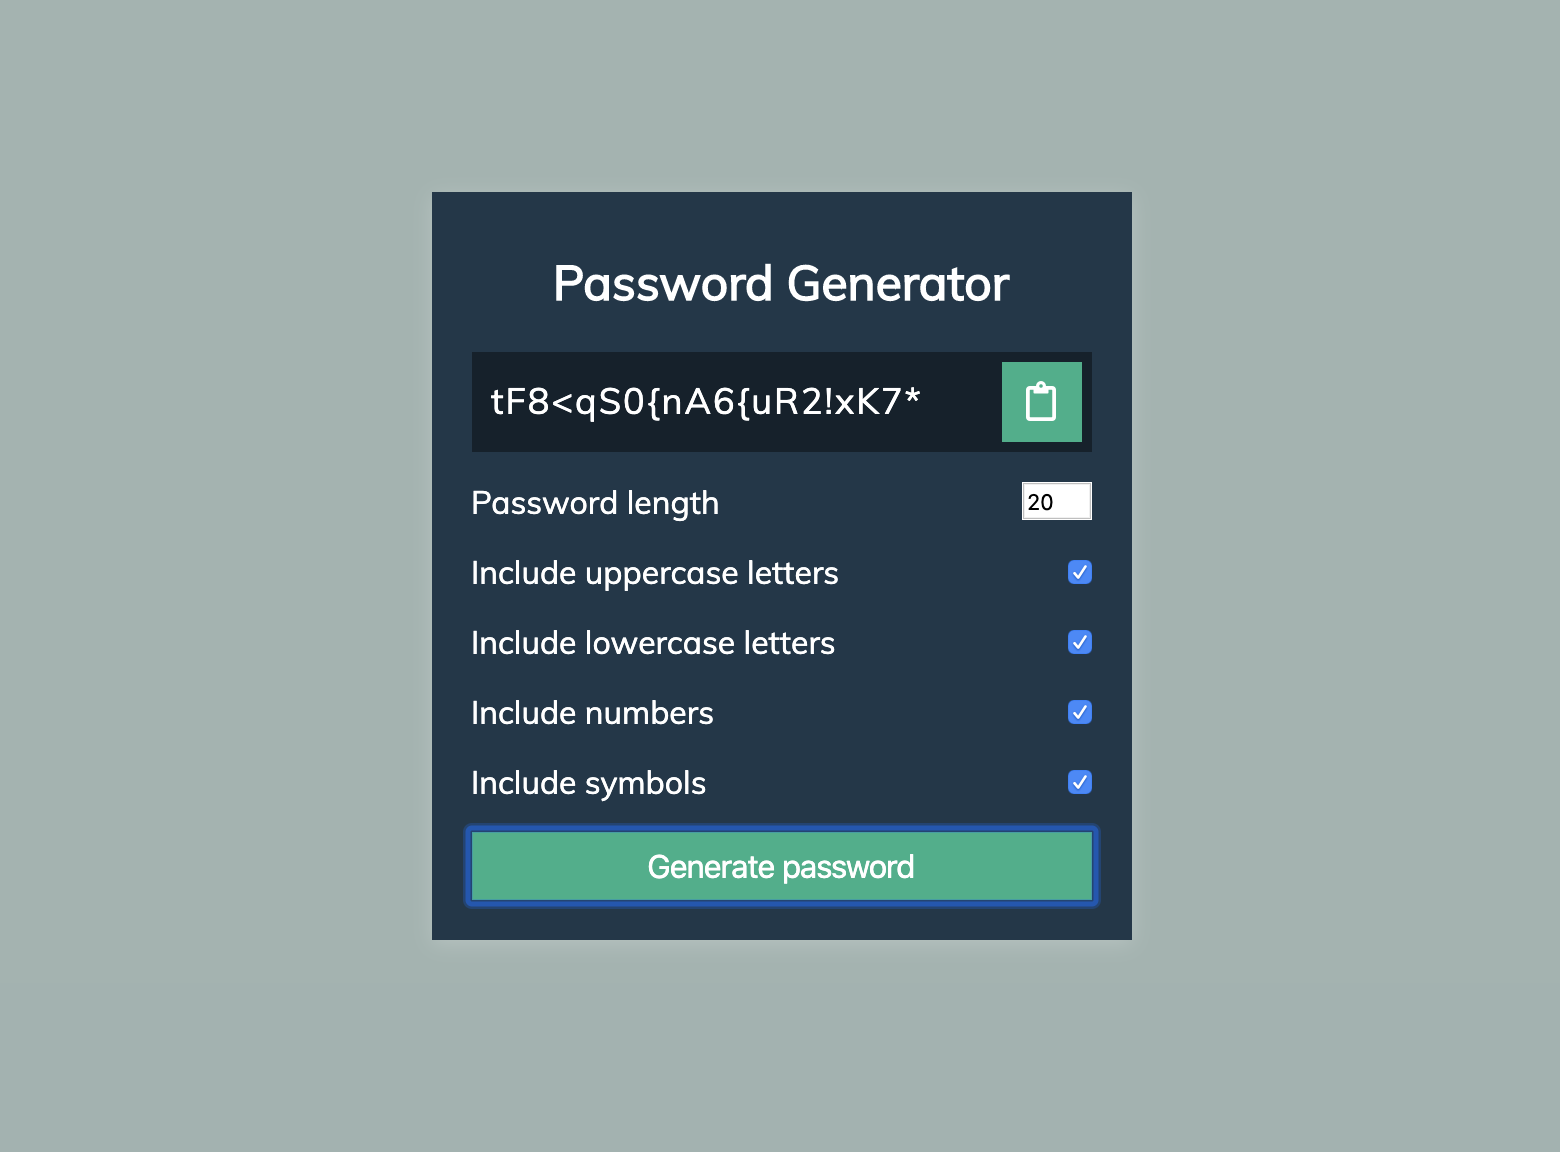 Password Generator
tF8<qS0{nA6{uR2!xK7*
Password length
20
Include uppercase letters
Include lowercase letters
Include numbers
Include symbols
Generate password